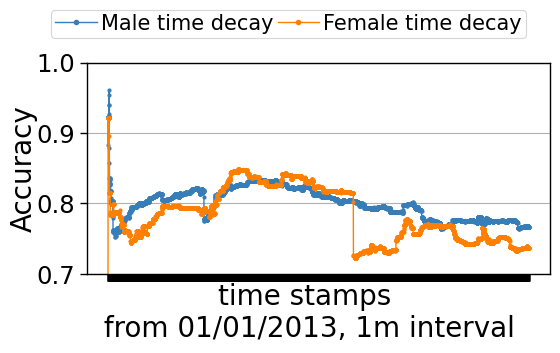 Male time decay Female time decay
1.0
0.9
0.8
0.7
Accuracy
time stamps
from 01/01/2013, 1m interval